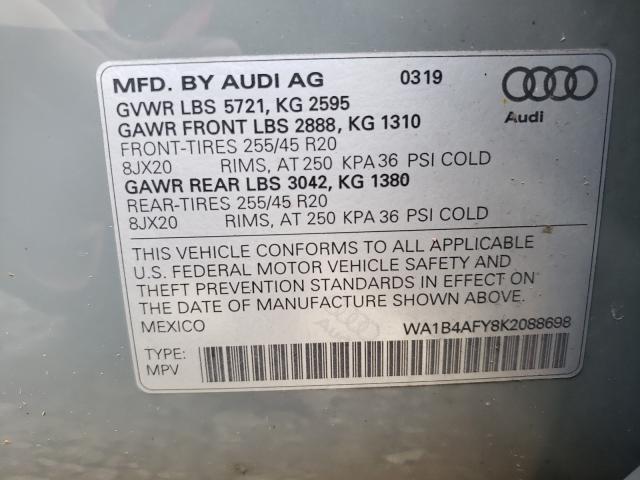 MFD. BY AUDI AG 0319
GVWR LBS 5721, KG 2595
GAWR FRONT LBS 2888, KG 1310
Audi
FRONT-TIRES 255/45 R20
8JX20 RIMS, AT 250 KPA 36 PSI COLD
GAWR REAR LBS 3042, KG 1380
REAR-TIRES 255/45 R20
8JX20 RIMS, AT 250 KPA 36 PSI COLD
THIS VEHICLE CONFORMS TO ALL APPLICABLE
U.S. FEDERAL MOTOR VEHICLE SAFETY AND
THEFT PREVENTION STANDARDS IN EFFECT ON
THE DATE OF MANUFACTURE SHOWN ABOVE.
MEXICO WA1B4AFY8K2088698
TYPE:
MPV